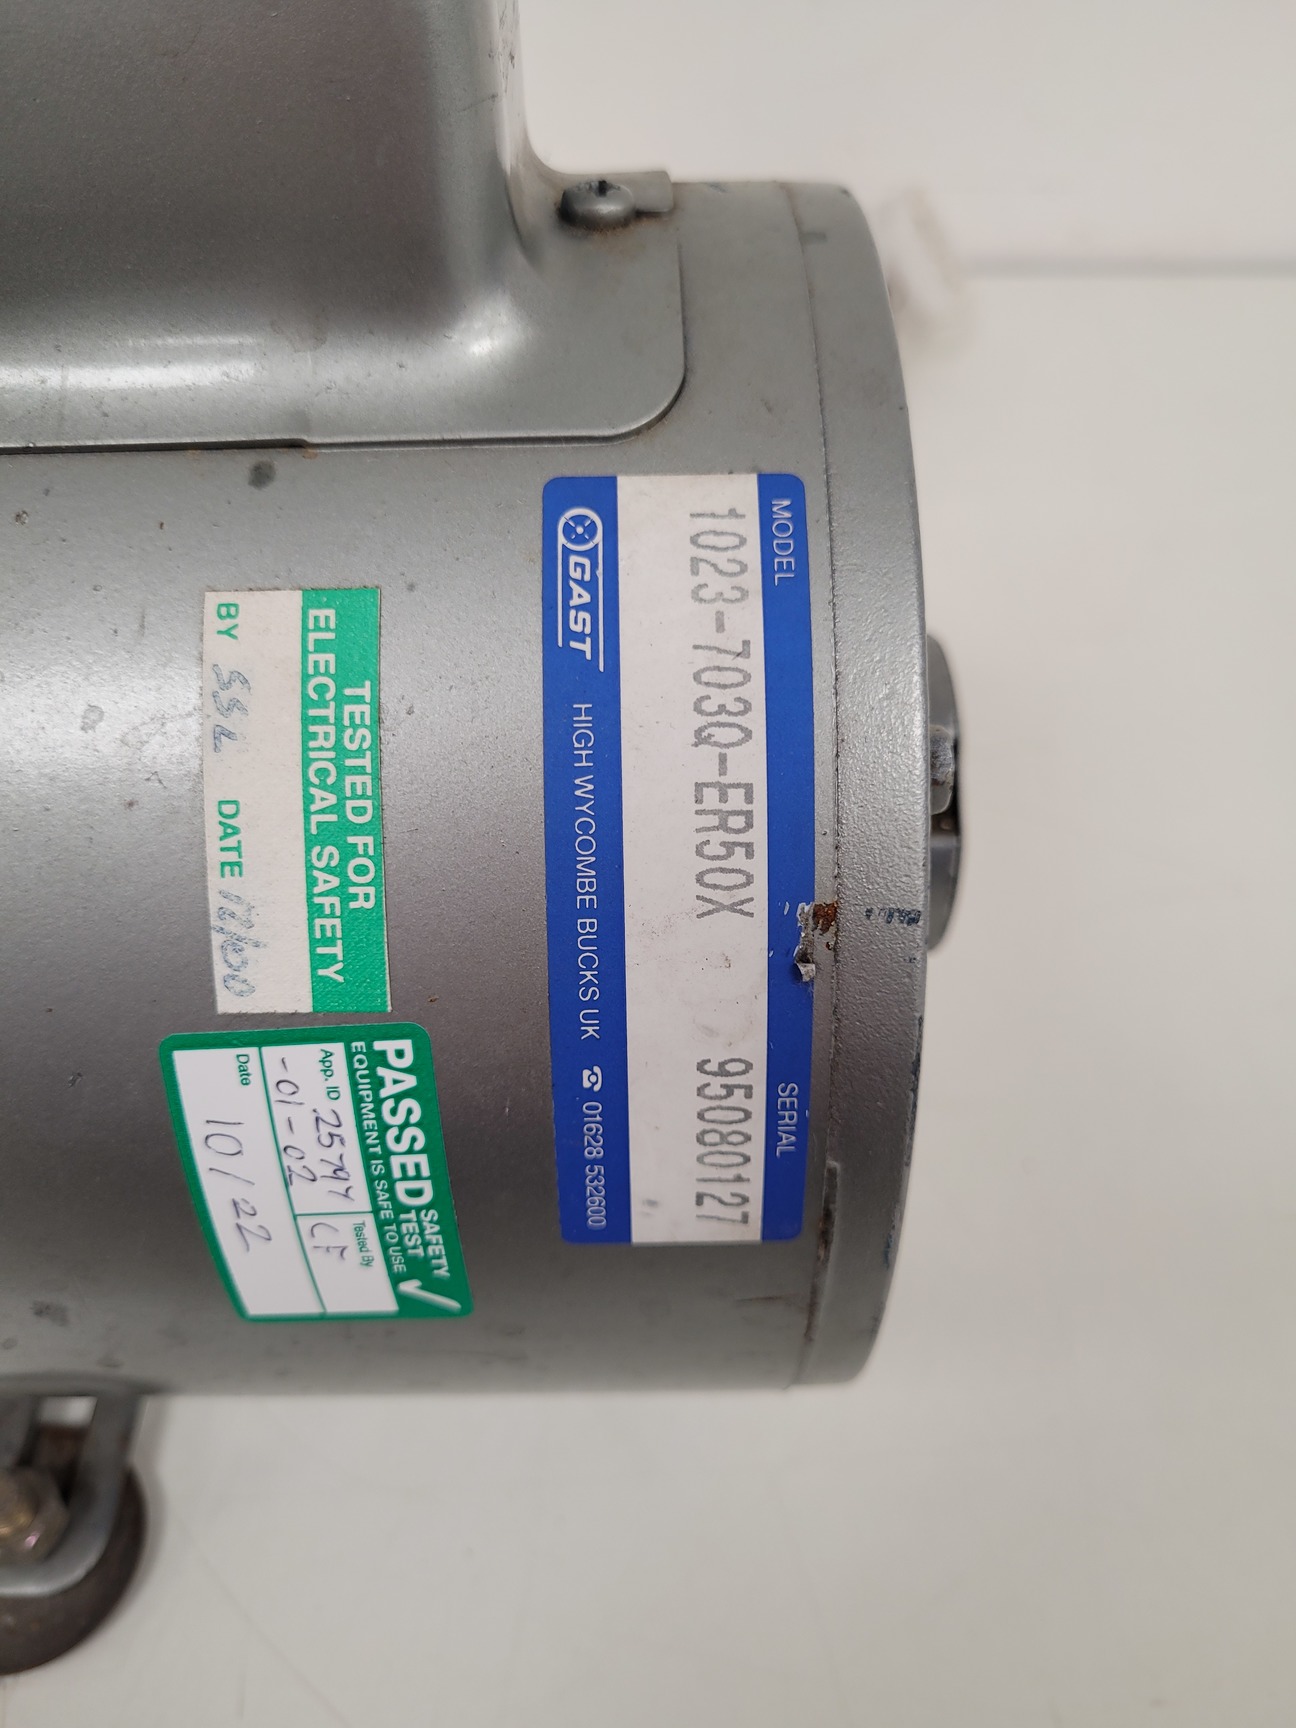 MODEL
SERIAL
1023-703Q-ER50X 95080127
GAST HIGH WYCOMBE BUCKS UK ☎ 01628 532600
TESTED FOR
ELECTRICAL SAFETY
BY SSL DATE
PASSED SAFETY TEST
EQUIPMENT IS SAFE TO USE
App. ID
Tested By
-01-02
CF
Date
10/22